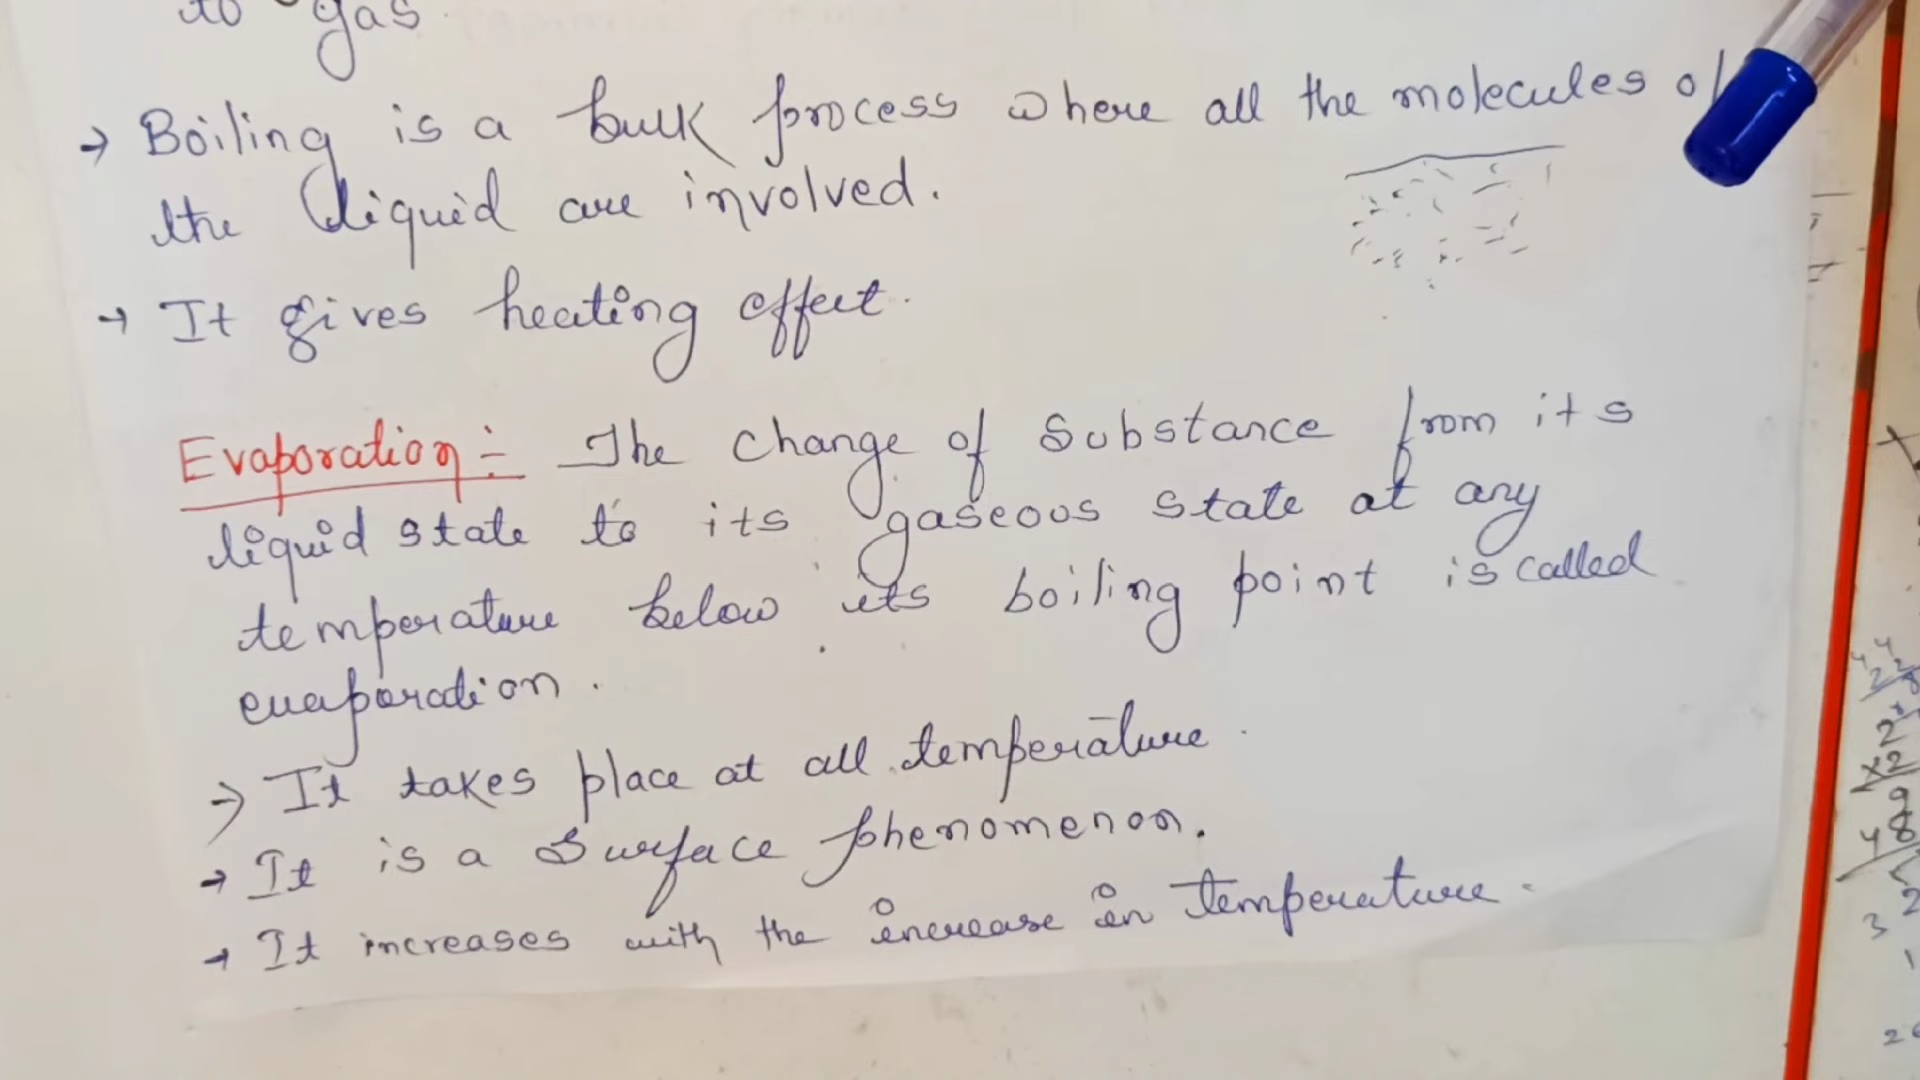 to gas.
→ Boiling is a bulk process where all the molecules of
the liquid are involved.
→ It gives heating effect.
Evaporation:- The change of substance from its
liquid state to its gaseous state at any
temperature below its boiling point is called
evaporation.
→ It takes place at all temperature.
→ It is a surface phenomenon.
→ It increases with the increase in temperature.